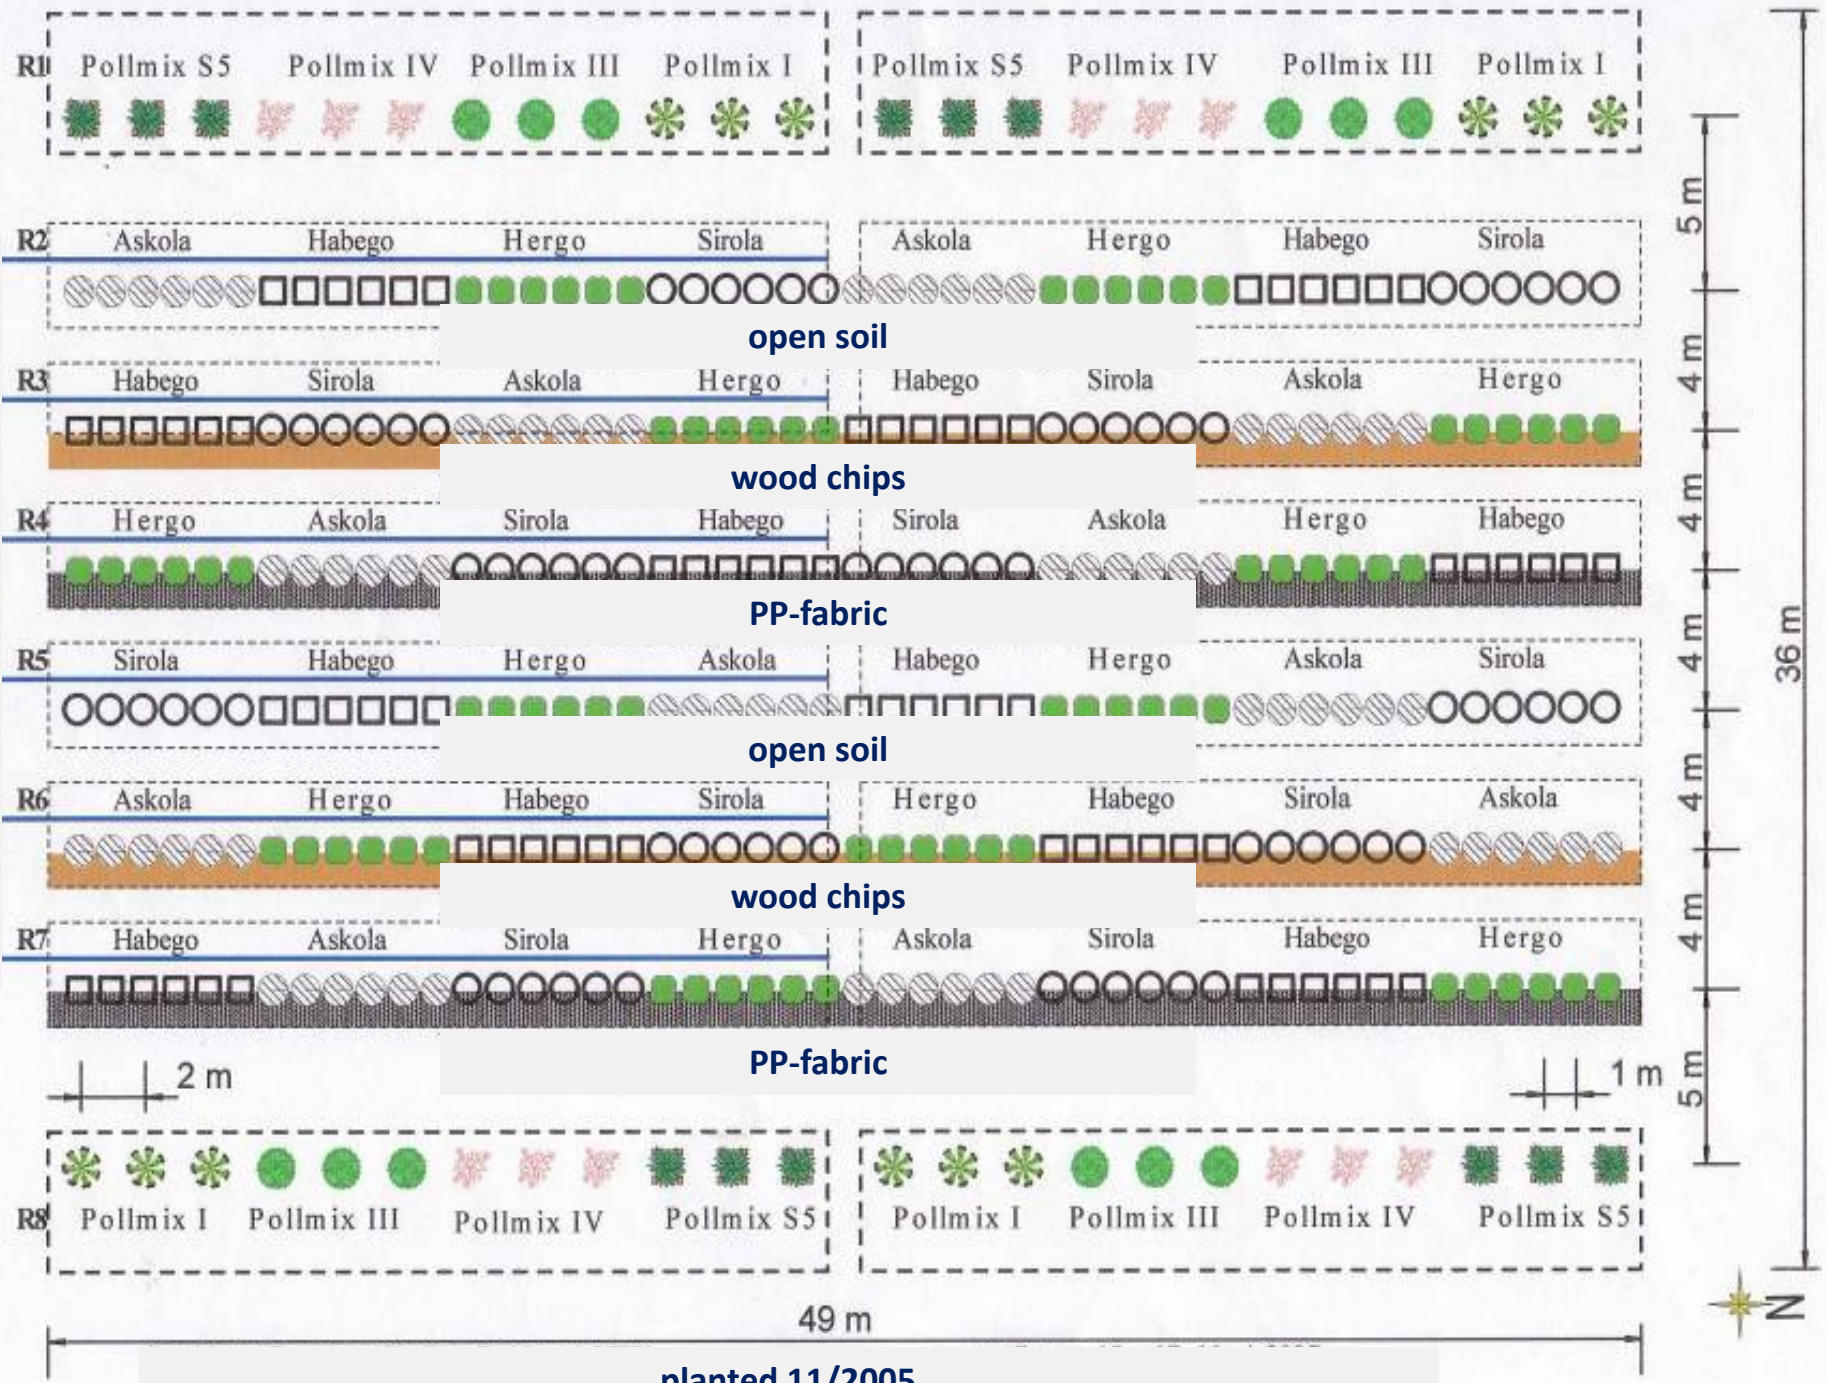 R1 Pollmix S5 Pollmix IV Pollmix III Pollmix I Pollmix S5 Pollmix IV Pollmix III Pollmix I
5 m
R2 Askola Habego Hergo Sirola Askola Hergo Habego Sirola
open soil
4 m
R3 Habego Sirola Askola Hergo Habego Sirola Askola Hergo
wood chips
4 m
R4 Hergo Askola Sirola Habego Sirola Askola Hergo Habego
PP-fabric
4 m
36 m
R5 Sirola Habego Hergo Askola Habego Hergo Askola Sirola
open soil
4 m
R6 Askola Hergo Habego Sirola Hergo Habego Sirola Askola
wood chips
4 m
R7 Habego Askola Sirola Hergo Askola Sirola Habego Hergo
PP-fabric
2 m
1 m
5 m
R8 Pollmix I Pollmix III Pollmix IV Pollmix S5 Pollmix I Pollmix III Pollmix IV Pollmix S5
N
49 m
planted 11/2005